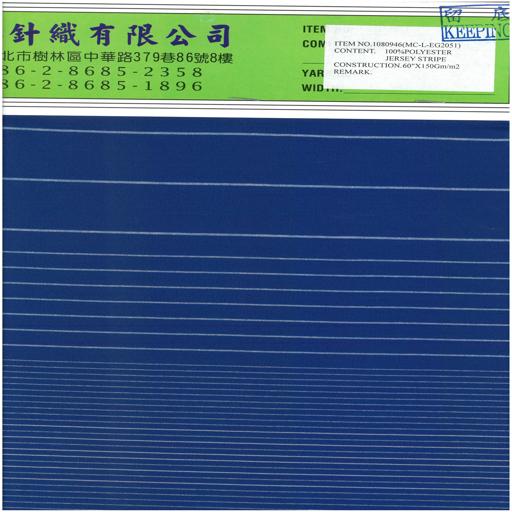 針織有限公司
北市樹林區中華路379巷86號8樓
86-2-8685-2358
86-2-8685-1896
ITEM
COM
YAR
WIDTH:
ITEM NO.1080946(MC-L-EG2051)
CONTENT. 100%POLYESTER
JERSEY STRIPE
CONSTRUCTION.60"X150Gm/m2
REMARK.
留底
KEEPING